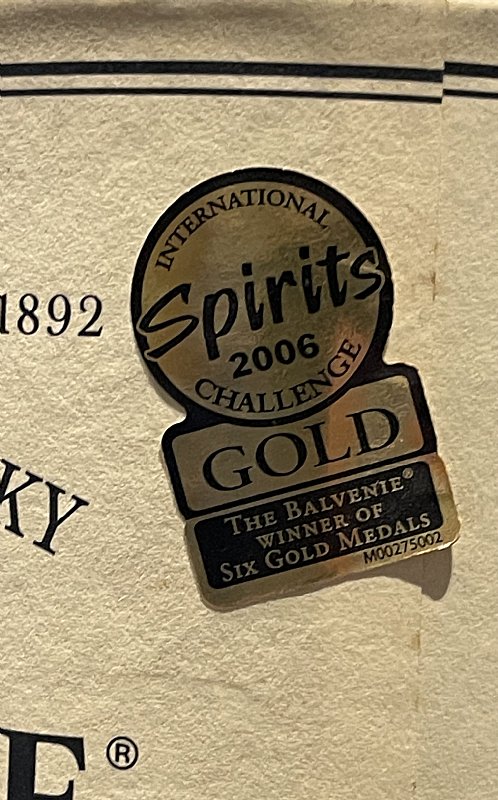 INTERNATIONAL
Spirits
2006
CHALLENGE
1892
GOLD
THE BALVENIE®
WINNER OF
SIX GOLD MEDALS
M00275002
KY
E®